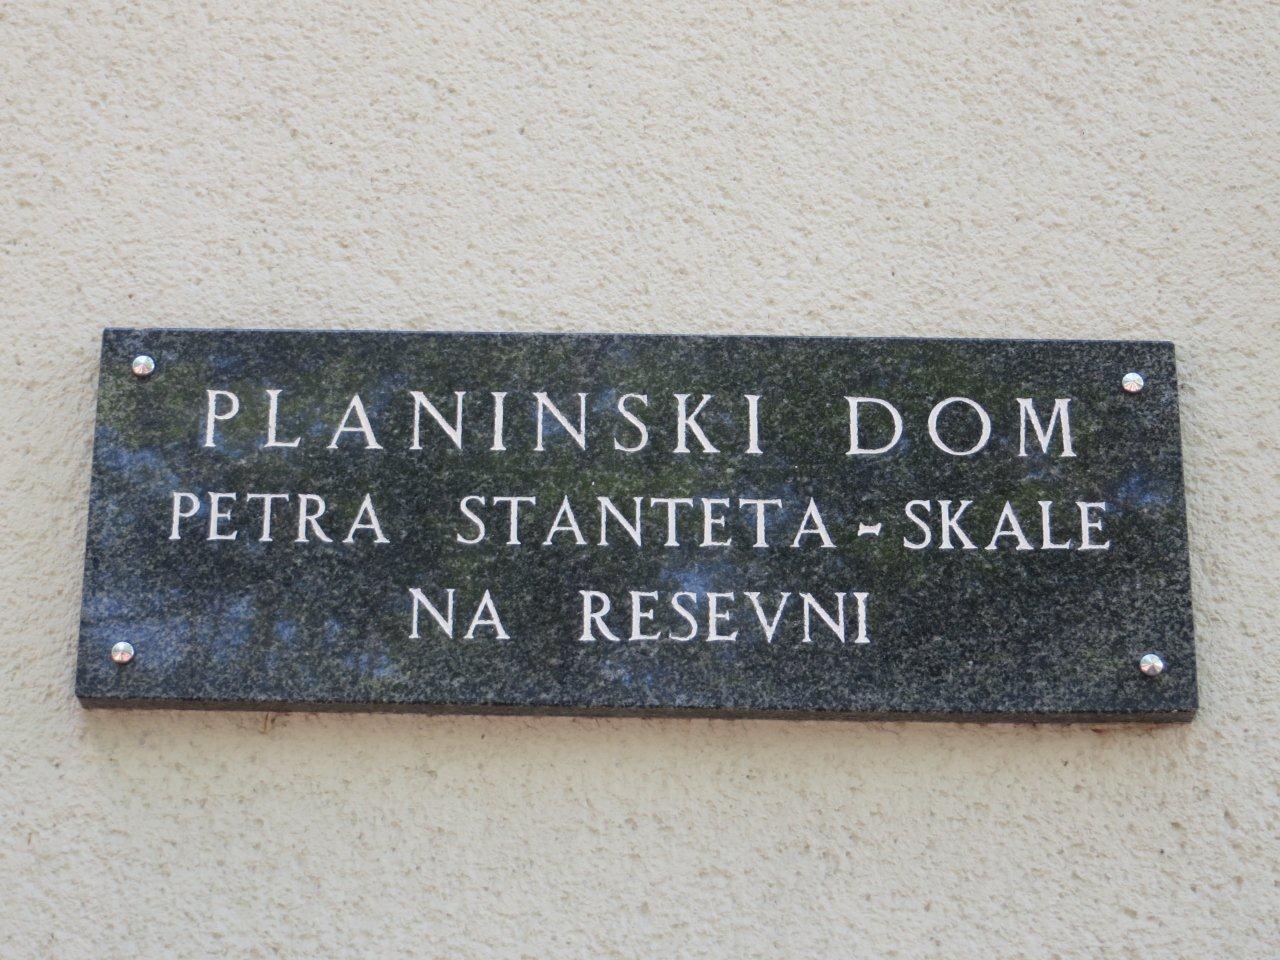 PLANINSKI DOM
PETRA STANTETA - SKALE
NA RESEVNI